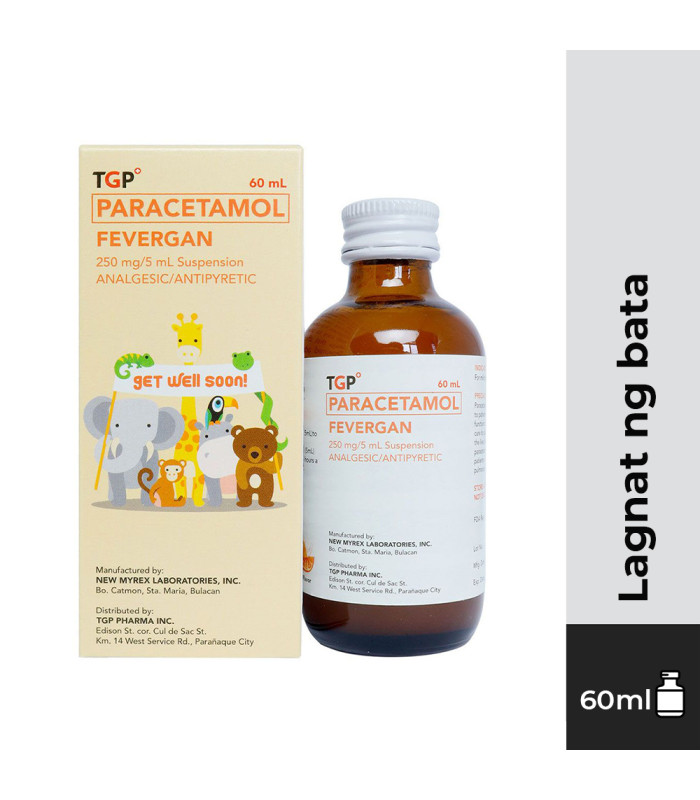 TGP
60 mL
PARACETAMOL
FEVERGAN
250 mg/5 mL Suspension
ANALGESIC/ANTIPYRETIC
get well soon!
Manufactured by:
NEW MYREX LABORATORIES, INC.
Bo. Catmon, Sta. Maria, Bulacan
Distributed by:
TGP PHARMA INC.
Edison St. cor. Cul de Sac St.
Km. 14 West Service Rd., Parañaque City
TGP
60 mL
PARACETAMOL
FEVERGAN
250 mg/5 mL Suspension
ANALGESIC/ANTIPYRETIC
Manufactured by:
NEW MYREX LABORATORIES, INC.
Bo. Catmon, Sta. Maria, Bulacan
Distributed by:
TGP PHARMA INC.
Edison St. cor. Cul de Sac St.
Km. 14 West Service Rd., Parañaque City
Lagnat ng bata
60ml